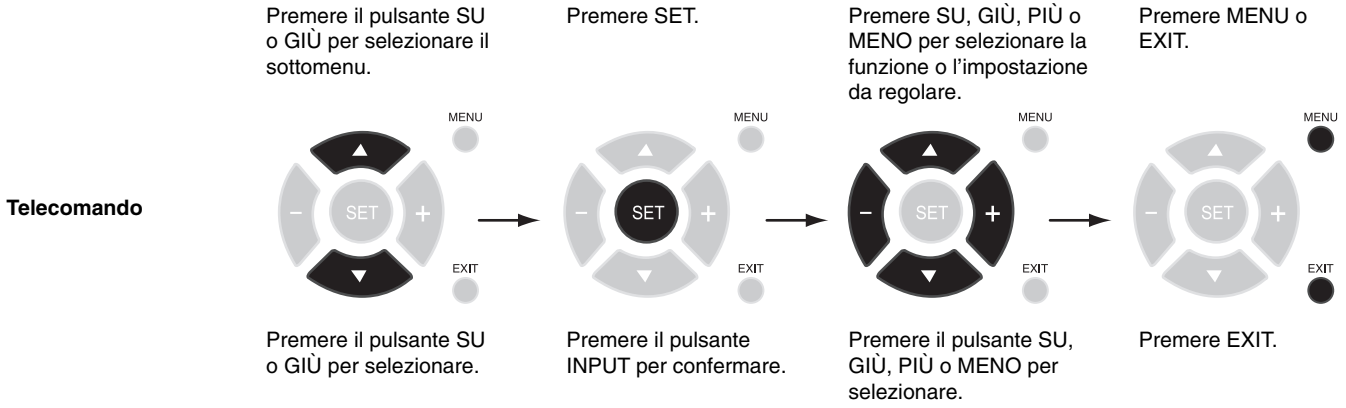 Premere il pulsante SU
o GIÙ per selezionare il
sottomenu.
Premere SET.
Premere SU, GIÙ, PIÙ o
MENO per selezionare la
funzione o l'impostazione
da regolare.
Premere MENU o
EXIT.
Telecomando
MENU
- SET +
EXIT
MENU
- SET +
EXIT
MENU
- SET +
EXIT
MENU
- SET +
EXIT
Premere il pulsante SU
o GIÙ per selezionare.
Premere il pulsante
INPUT per confermare.
Premere il pulsante SU,
GIÙ, PIÙ o MENO per
selezionare.
Premere EXIT.